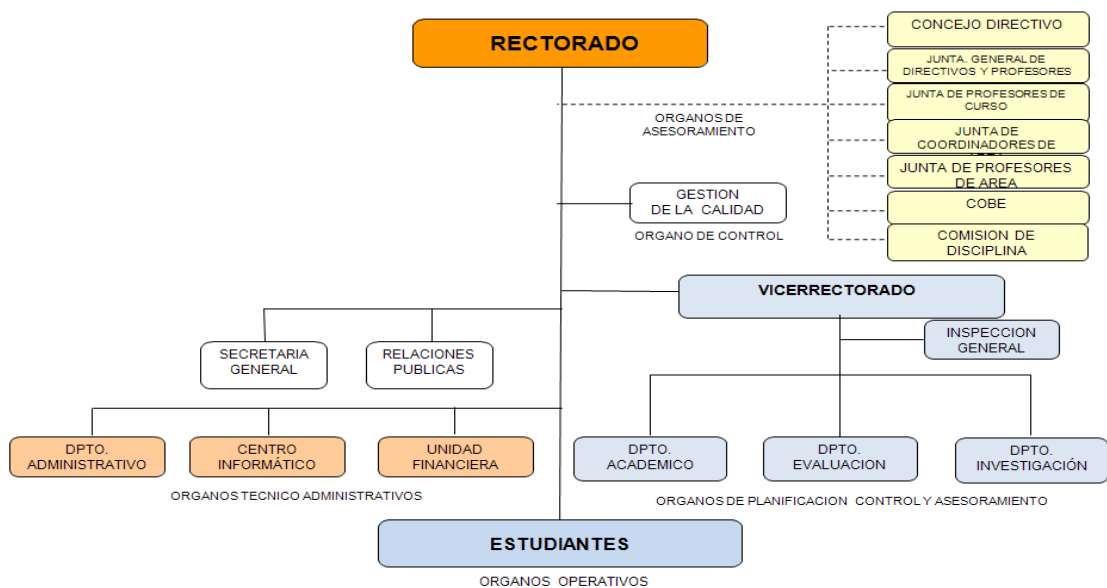 RECTORADO
CONCEJO DIRECTIVO
JUNTA. GENERAL DE
DIRECTIVOS Y PROFESORES
JUNTA DE PROFESORES DE
CURSO
ORGANOS DE
ASESORAMIENTO
JUNTA DE
COORDINADORES DE
JUNTA DE PROFESORES
DE AREA
GESTION
DE LA CALIDAD
ORGANO DE CONTROL
COBE
COMISION DE
DISCIPLINA
VICERRECTORADO
INSPECCION
GENERAL
SECRETARIA
GENERAL
RELACIONES
PUBLICAS
DPTO.
ADMINISTRATIVO
CENTRO
INFORMÁTICO
UNIDAD
FINANCIERA
DPTO.
ACADEMICO
DPTO.
EVALUACION
DPTO.
INVESTIGACIÓN
ORGANOS TECNICO ADMINISTRATIVOS
ORGANOS DE PLANIFICACION CONTROL Y ASESORAMIENTO
ESTUDIANTES
ORGANOS OPERATIVOS